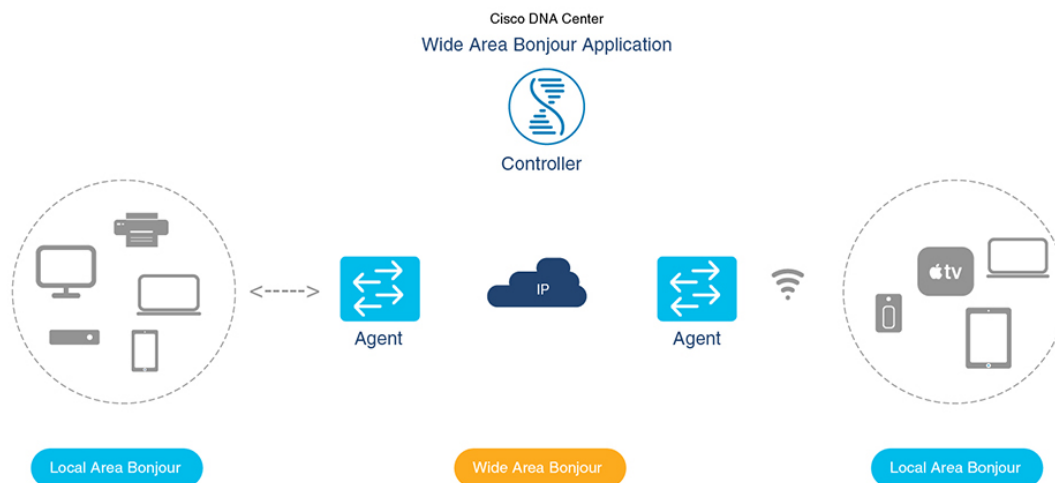 Cisco DNA Center
Wide Area Bonjour Application
Controller
tv
IP
Agent
Agent
Local Area Bonjour
Wide Area Bonjour
Local Area Bonjour